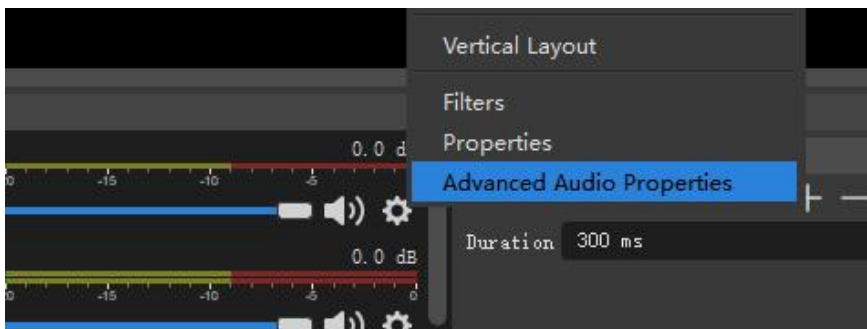 Vertical Layout
Filters
Properties
Advanced Audio Properties
0.0 d
-15 -10 -5
0.0 dB
-15 -10 -5 0
Duration 300 ms